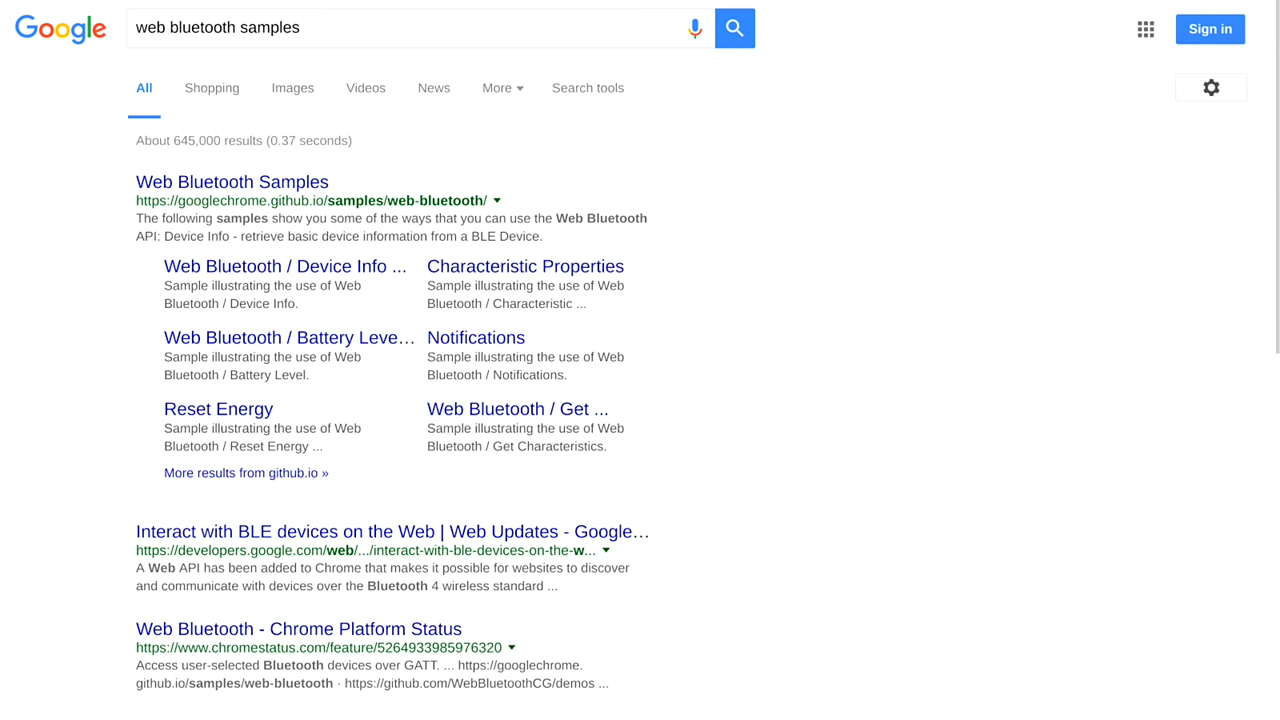 Google
web bluetooth samples
Sign in
All Shopping Images Videos News More Search tools
About 645,000 results (0.37 seconds)
Web Bluetooth Samples
https://googlechrome.github.io/samples/web-bluetooth/
The following samples show you some of the ways that you can use the Web Bluetooth
API: Device Info - retrieve basic device information from a BLE Device.
Web Bluetooth / Device Info ...
Sample illustrating the use of Web
Bluetooth / Device Info.
Characteristic Properties
Sample illustrating the use of Web
Bluetooth / Characteristic ...
Web Bluetooth / Battery Leve...
Sample illustrating the use of Web
Bluetooth / Battery Level.
Notifications
Sample illustrating the use of Web
Bluetooth / Notifications.
Reset Energy
Sample illustrating the use of Web
Bluetooth / Reset Energy ...
Web Bluetooth / Get ...
Sample illustrating the use of Web
Bluetooth / Get Characteristics.
More results from github.io »
Interact with BLE devices on the Web | Web Updates - Google...
https://developers.google.com/web/.../interact-with-ble-devices-on-the-w...
A Web API has been added to Chrome that makes it possible for websites to discover
and communicate with devices over the Bluetooth 4 wireless standard ...
Web Bluetooth - Chrome Platform Status
https://www.chromestatus.com/feature/5264933985976320
Access user-selected Bluetooth devices over GATT. ... https://googlechrome.
github.io/samples/web-bluetooth · https://github.com/WebBluetoothCG/demos ...